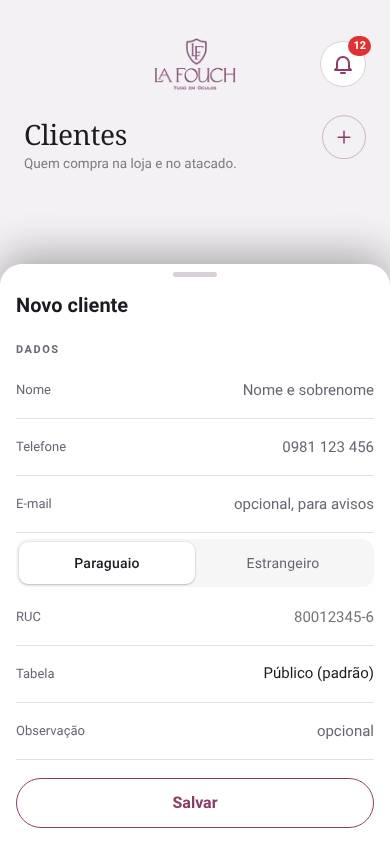 12
LF
LA FOUCH
TUDO EM ÓCULOS
Clientes
+
Quem compra na loja e no atacado.
Novo cliente
DADOS
Nome Nome e sobrenome
Telefone 0981 123 456
E-mail opcional, para avisos
Paraguaio Estrangeiro
RUC 80012345-6
Tabela Público (padrão)
Observação opcional
Salvar